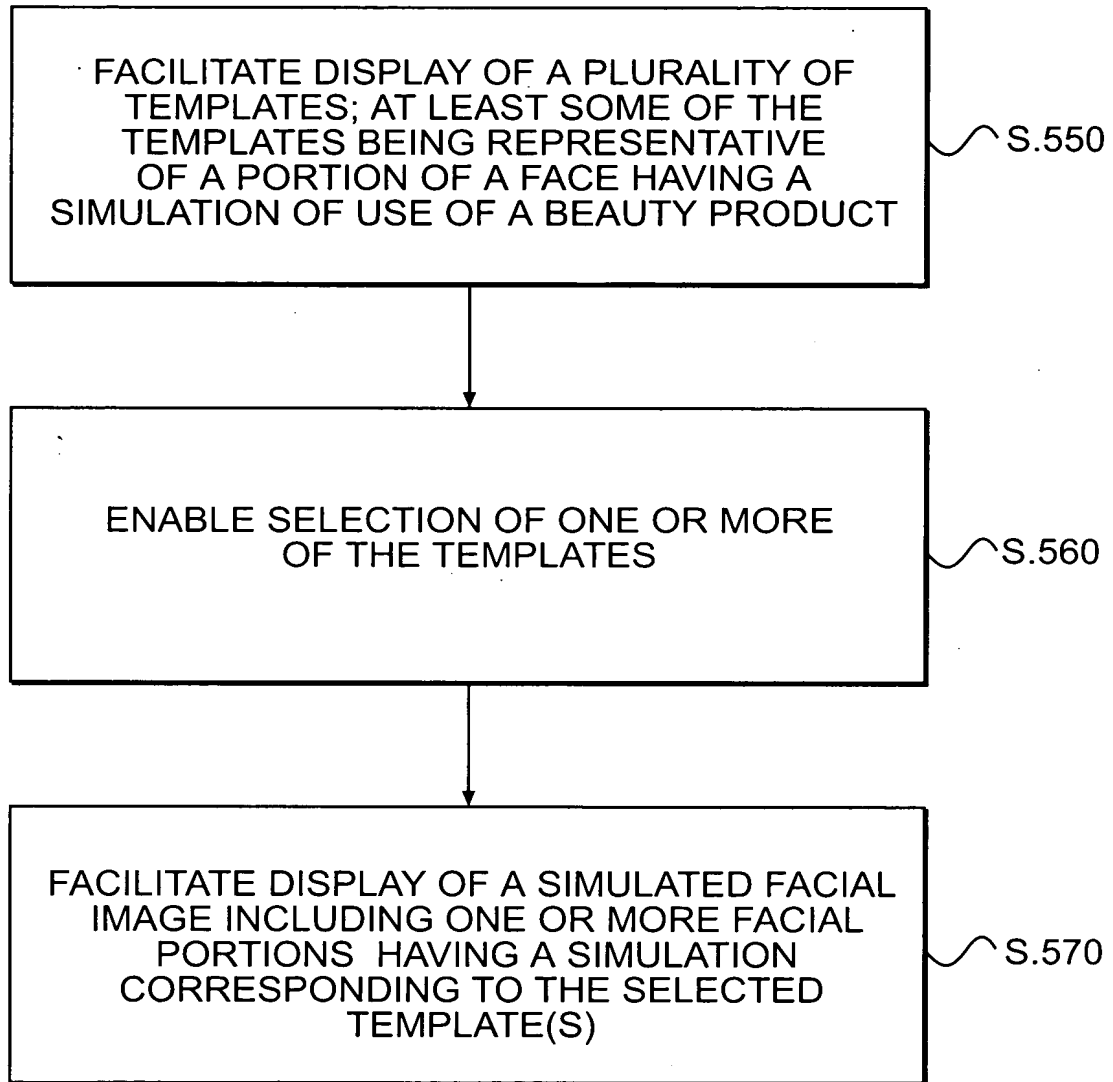 FACILITATE DISPLAY OF A PLURALITY OF
TEMPLATES; AT LEAST SOME OF THE
TEMPLATES BEING REPRESENTATIVE
OF A PORTION OF A FACE HAVING A
SIMULATION OF USE OF A BEAUTY PRODUCT
S.550
ENABLE SELECTION OF ONE OR MORE
OF THE TEMPLATES
S.560
FACILITATE DISPLAY OF A SIMULATED FACIAL
IMAGE INCLUDING ONE OR MORE FACIAL
PORTIONS HAVING A SIMULATION
CORRESPONDING TO THE SELECTED
TEMPLATE(S)
S.570